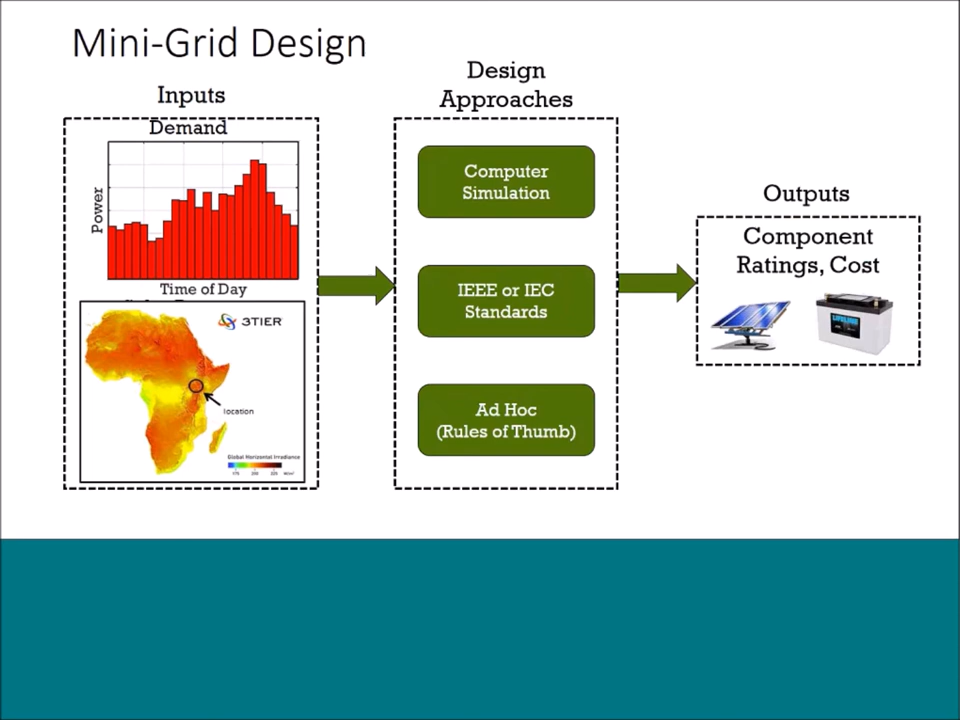 Mini-Grid Design
Inputs
Demand
Power
Time of Day
3TIER
location
Global Horizontal Irradiance
Design
Approaches
Computer
Simulation
IEEE or IEC
Standards
Ad Hoc
(Rules of Thumb)
Outputs
Component
Ratings, Cost